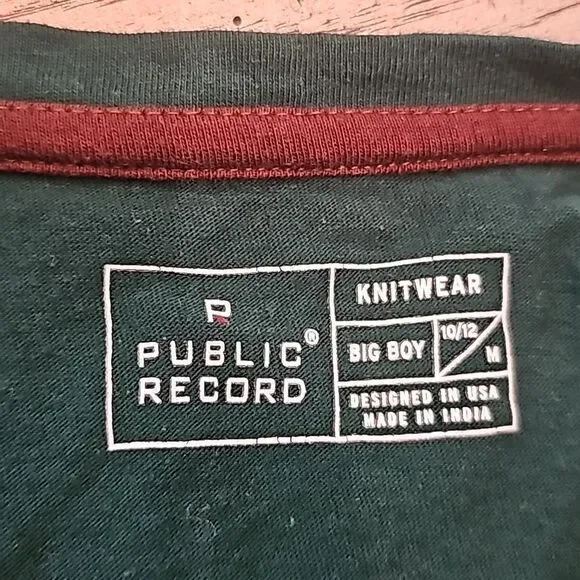 P
PUBLIC®
RECORD
KNITWEAR
BIG BOY 10/12 M
DESIGNED IN USA
MADE IN INDIA